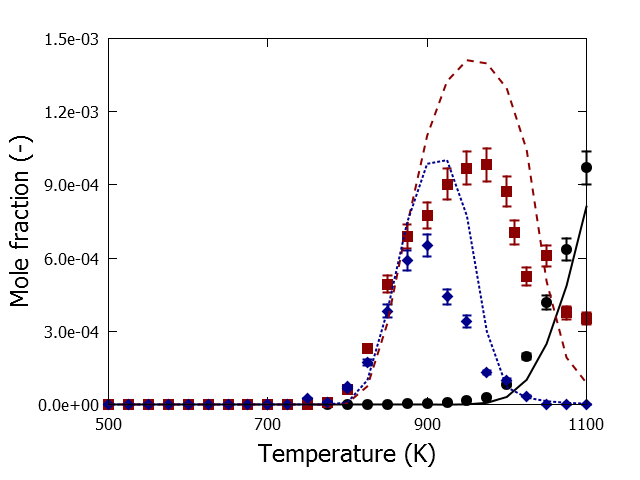 1.5e-03
1.2e-03
9.0e-04
6.0e-04
3.0e-04
0.0e+00
Mole fraction (-)
500 700 900 1100
Temperature (K)